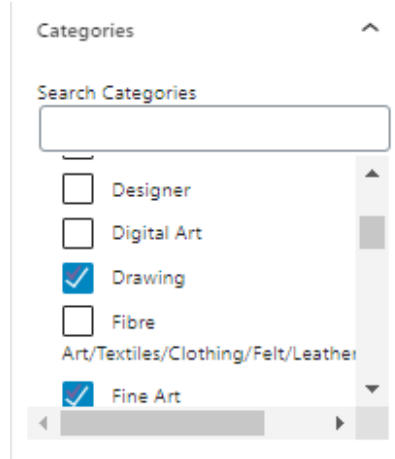 Categories
Search Categories
Designer
Digital Art
Drawing
Fibre
Art/Textiles/Clothing/Felt/Leather
Fine Art